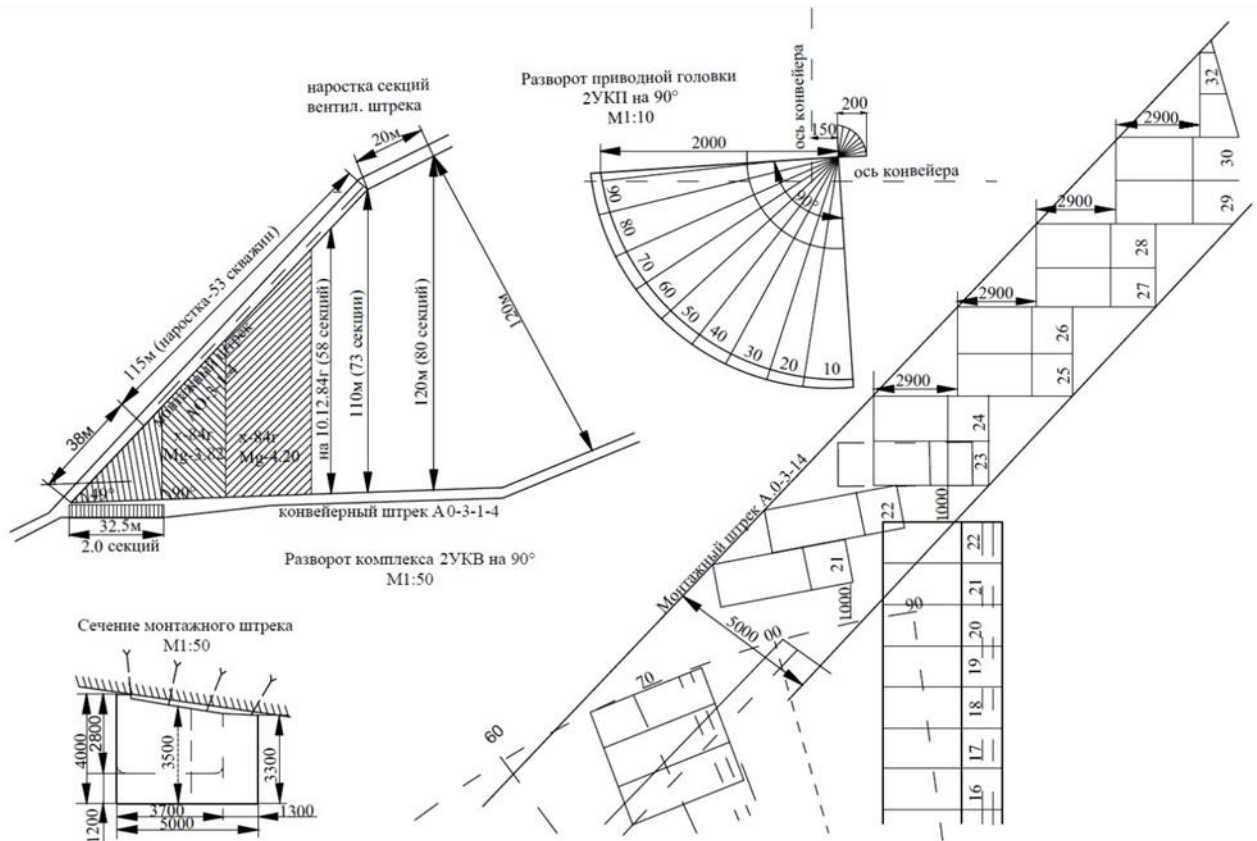 наростка секций
вентил. штрека
20м
115м (наростка-53 скважин)
38м
монтажный штрек
х-84г
Mg-3.82
х-84г
Mg-4.20
на 10.12.84г (58 секций)
110м (73 секции)
120м (80 секций)
120м
49°
90°
32.5м
2.0 секций
конвейерный штрек А 0-3-1-4
Разворот комплекса 2УКВ на 90°
М1:50
Разворот приводной головки
2УКП на 90°
М1:10
ось конвейера
200
150
2000
ось конвейера
90°
90
80
70
60
50
40
30
20
10
Сечение монтажного штрека
М1:50
4000
2800
3500
3300
1200
3700
1300
5000
32
2900
30
29
2900
28
27
2900
26
25
2900
24
23
22
1000
21
1000
Монтажный штрек А.0-3-14
5000
00
90
70
60
22
21
20
19
18
17
16